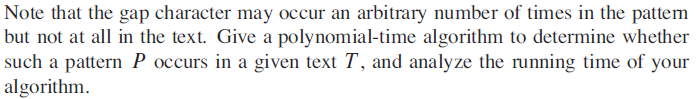 Note that the gap character may occur an arbitrary number of times in the pattern
but not at all in the text. Give a polynomial-time algorithm to determine whether
such a pattern P occurs in a given text T, and analyze the running time of your
algorithm.